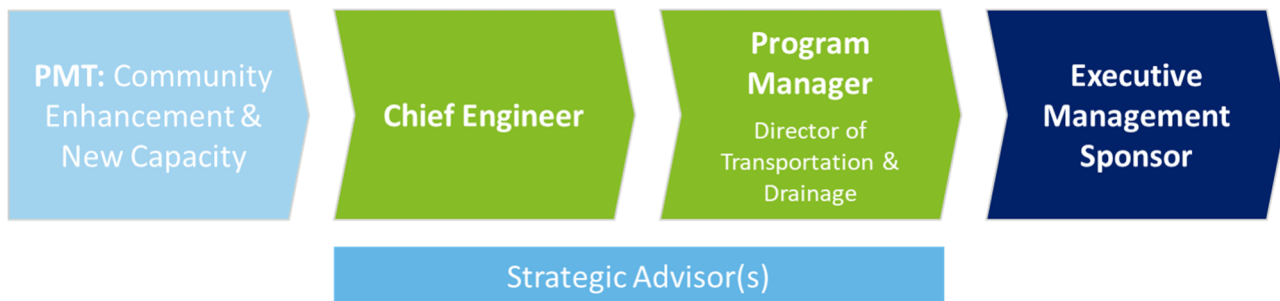 PMT: Community
Enhancement &
New Capacity
Chief Engineer
Program
Manager
Director of
Transportation &
Drainage
Executive
Management
Sponsor
Strategic Advisor(s)